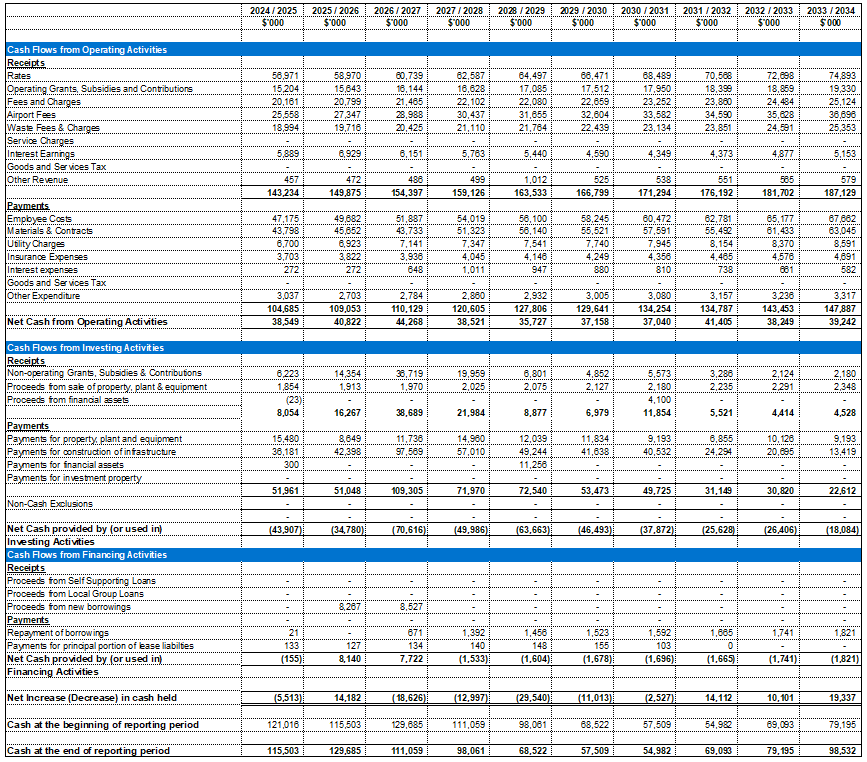 2024 / 2025 2025 / 2026 2026 / 2027 2027 / 2028 2028 / 2029 2029 / 2030 2030 / 2031 2031 / 2032 2032 / 2033 2033 / 2034
$'000 $'000 $'000 $'000 $'000 $'000 $'000 $'000 $'000 $'000
Cash Flows from Operating Activities
Receipts
Rates 56,971 58,970 60,739 62,587 64,497 66,471 68,489 70,568 72,698 74,893
Operating Grants, Subsidies and Contributions 15,204 15,643 16,144 16,628 17,085 17,512 17,950 18,399 18,859 19,330
Fees and Charges 20,161 20,799 21,465 22,102 22,080 22,659 23,252 23,860 24,484 25,124
Airport Fees 25,558 27,347 28,988 30,437 31,655 32,604 33,582 34,590 35,628 36,696
Waste Fees & Charges 18,994 19,716 20,425 21,110 21,764 22,439 23,134 23,851 24,591 25,353
Service Charges - - - - - - - - - -
Interest Earnings 5,889 6,929 6,151 5,763 5,440 4,590 4,349 4,373 4,877 5,153
Goods and Services Tax - - - - - - - - - -
Other Revenue 457 472 486 499 1,012 525 538 551 565 579
143,234 149,875 154,397 159,126 163,533 166,799 171,294 176,192 181,702 187,129
Payments
Employee Costs 47,175 49,682 51,887 54,019 56,100 58,245 60,472 62,781 65,177 67,662
Materials & Contracts 43,798 45,652 43,733 51,323 56,140 55,521 57,591 55,492 61,433 63,045
Utility Charges 6,700 6,923 7,141 7,347 7,541 7,740 7,945 8,154 8,370 8,591
Insurance Expenses 3,703 3,822 3,936 4,045 4,146 4,249 4,356 4,465 4,576 4,691
Interest expenses 272 272 648 1,011 947 880 810 738 661 582
Goods and Services Tax - - - - - - - - - -
Other Expenditure 3,037 2,703 2,784 2,860 2,932 3,005 3,080 3,157 3,236 3,317
104,685 109,053 110,129 120,605 127,806 129,641 134,254 134,787 143,453 147,887
Net Cash from Operating Activities 38,549 40,822 44,268 38,521 35,727 37,158 37,040 41,405 38,249 39,242
Cash Flows from Investing Activities
Receipts
Non-operating Grants, Subsidies & Contributions 6,223 14,354 36,719 19,959 6,801 4,852 5,573 3,286 2,124 2,180
Proceeds from sale of property, plant & equipment 1,854 1,913 1,970 2,025 2,075 2,127 2,180 2,235 2,291 2,348
Proceeds from financial assets (23) - - - - - 4,100 - - -
8,054 16,267 38,689 21,984 8,877 6,979 11,854 5,521 4,414 4,528
Payments
Payments for property, plant and equipment 15,480 8,649 11,736 14,960 12,039 11,834 9,193 6,855 10,126 9,193
Payments for construction of infrastructure 36,181 42,398 97,569 57,010 49,244 41,638 40,532 24,294 20,695 13,419
Payments for financial assets 300 - - - 11,256 - - - - -
Payments for investment property - - - - - - - - - -
51,961 51,048 109,305 71,970 72,540 53,473 49,725 31,149 30,820 22,612
Non-Cash Exclusions - - - - - - - - - -
- - - - - - - - - -
Net Cash provided by (or used in) (43,907) (34,780) (70,616) (49,986) (63,663) (46,493) (37,872) (25,628) (26,406) (18,084)
Investing Activities
Cash Flows from Financing Activities
Receipts
Proceeds from Self Supporting Loans - - - - - - - - - -
Proceeds from Local Group Loans - - - - - - - - - -
Proceeds from new borrowings - 8,267 8,527 - - - - - - -
Payments - - - - - - - - - -
Repayment of borrowings 21 - 671 1,392 1,456 1,523 1,592 1,665 1,741 1,821
Payments for principal portion of lease liabilties 133 127 134 140 148 155 103 0 - -
Net Cash provided by (or used in) (155) 8,140 7,722 (1,533) (1,604) (1,678) (1,696) (1,665) (1,741) (1,821)
Financing Activities
Net Increase (Decrease) in cash held (5,513) 14,182 (18,626) (12,997) (29,540) (11,013) (2,527) 14,112 10,101 19,337
Cash at the beginning of reporting period 121,016 115,503 129,685 111,059 98,061 68,522 57,509 54,982 69,093 79,195
Cash at the end of reporting period 115,503 129,685 111,059 98,061 68,522 57,509 54,982 69,093 79,195 98,532